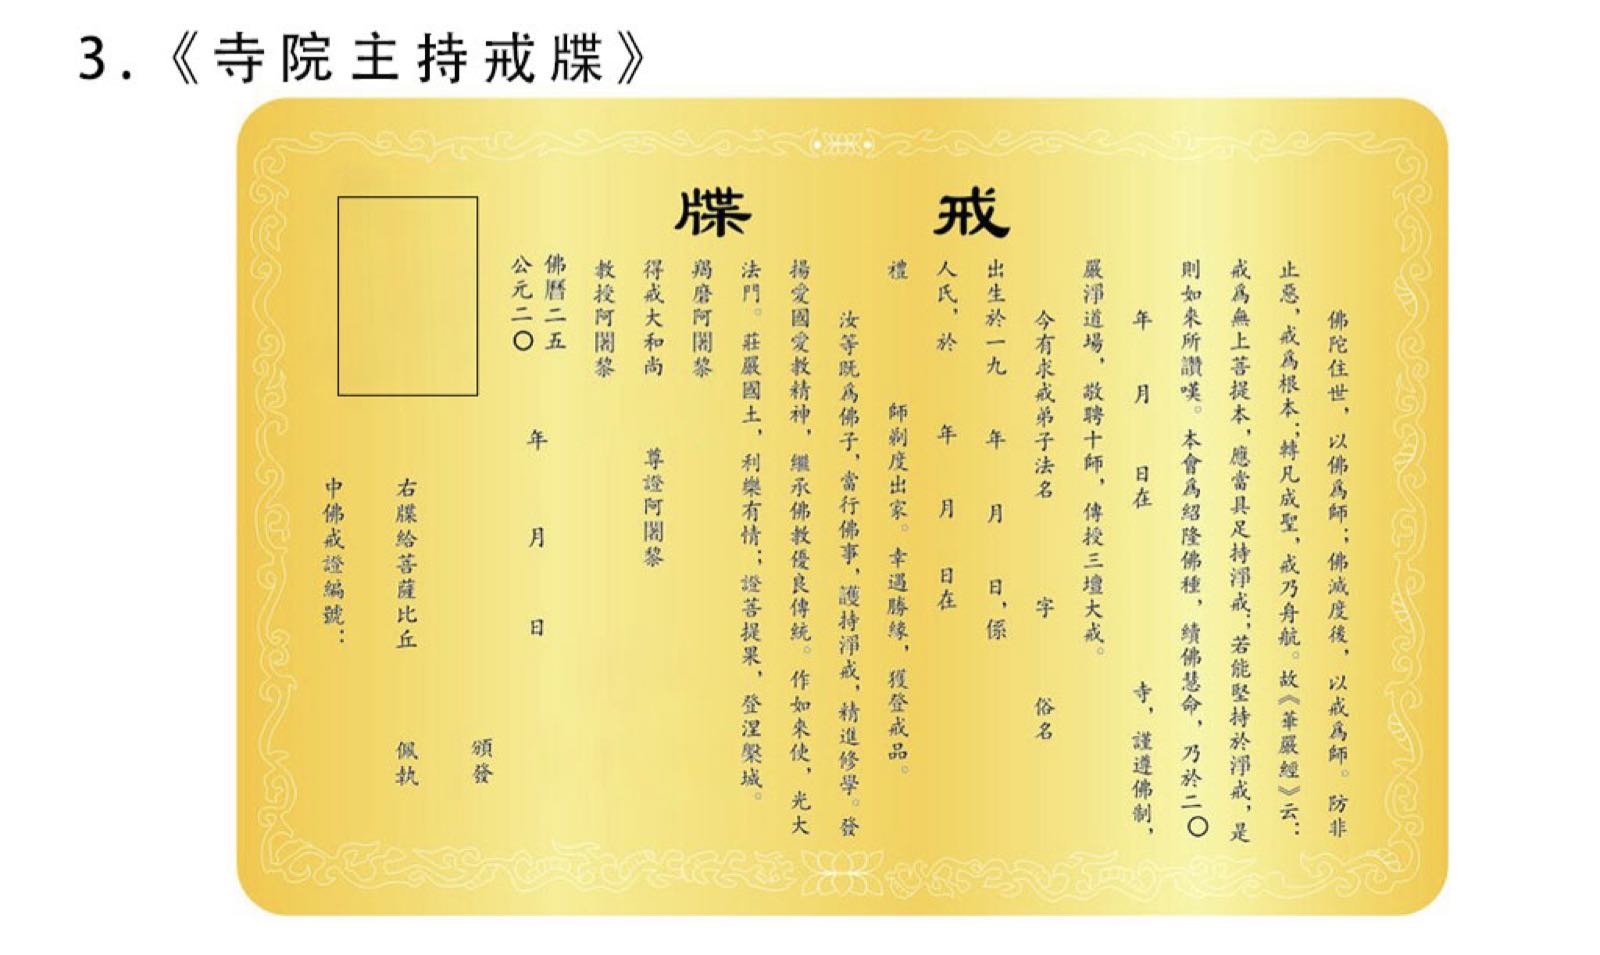 3.《寺院主持戒牒》
戒牒
佛陀住世，以佛爲師；佛滅度後，以戒爲師。防非
止惡，戒爲根本；轉凡成聖，戒乃舟航。故《華嚴經》云：
戒爲無上菩提本，應當具足持淨戒；若能堅持於淨戒，是
則如來所讚嘆。本會爲紹隆佛種，續佛慧命，乃於二〇
年 月 日在 寺，謹遵佛制，
嚴淨道場，敬聘十師，傳授三壇大戒。
今有求戒弟子法名 字 俗名
出生於一九 年 月 日，係
人氏，於 年 月 日在
禮 師剃度出家。幸遇勝緣，獲登戒品。
汝等既爲佛子，當行佛事，護持淨戒，精進修學。發
揚愛國愛教精神，繼承佛教優良傳統。作如來使，光大
法門。莊嚴國土，利樂有情；證菩提果，登涅槃城。
羯磨阿闍黎
得戒大和尚 尊證阿闍黎
教授阿闍黎
佛曆二五
公元二〇 年 月 日
頒發
右牒給菩薩比丘 佩執
中佛戒證編號：